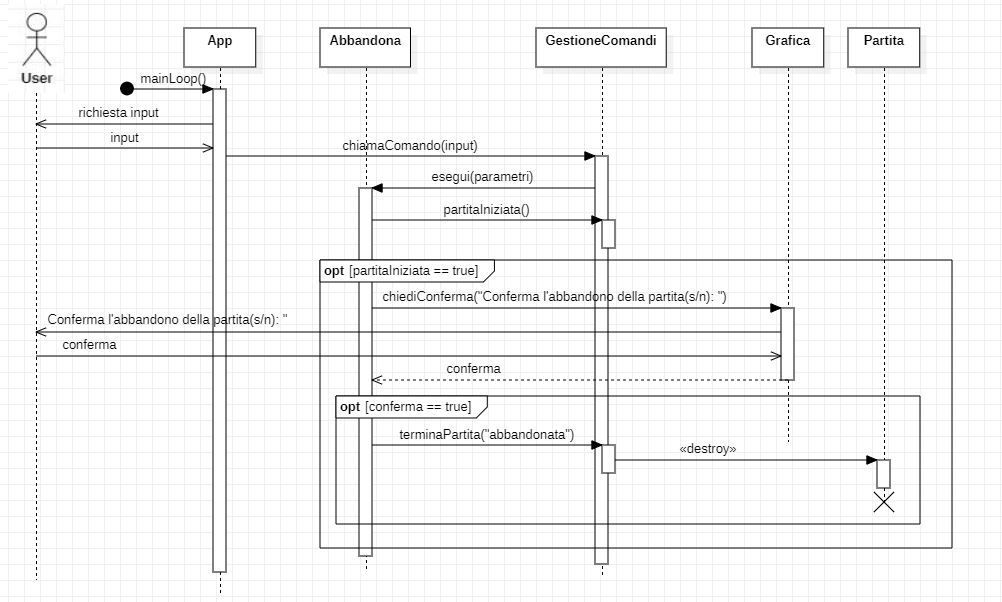 User
App
Abbandona
GestioneComandi
Grafica
Partita
mainLoop()
richiesta input
input
chiamaComando(input)
esegui(parametri)
partitaIniziata()
opt [partitaIniziata == true]
chiediConferma("Conferma l'abbandono della partita(s/n): ")
Conferma l'abbandono della partita(s/n): "
conferma
conferma
opt [conferma == true]
terminaPartita("abbandonata")
«destroy»